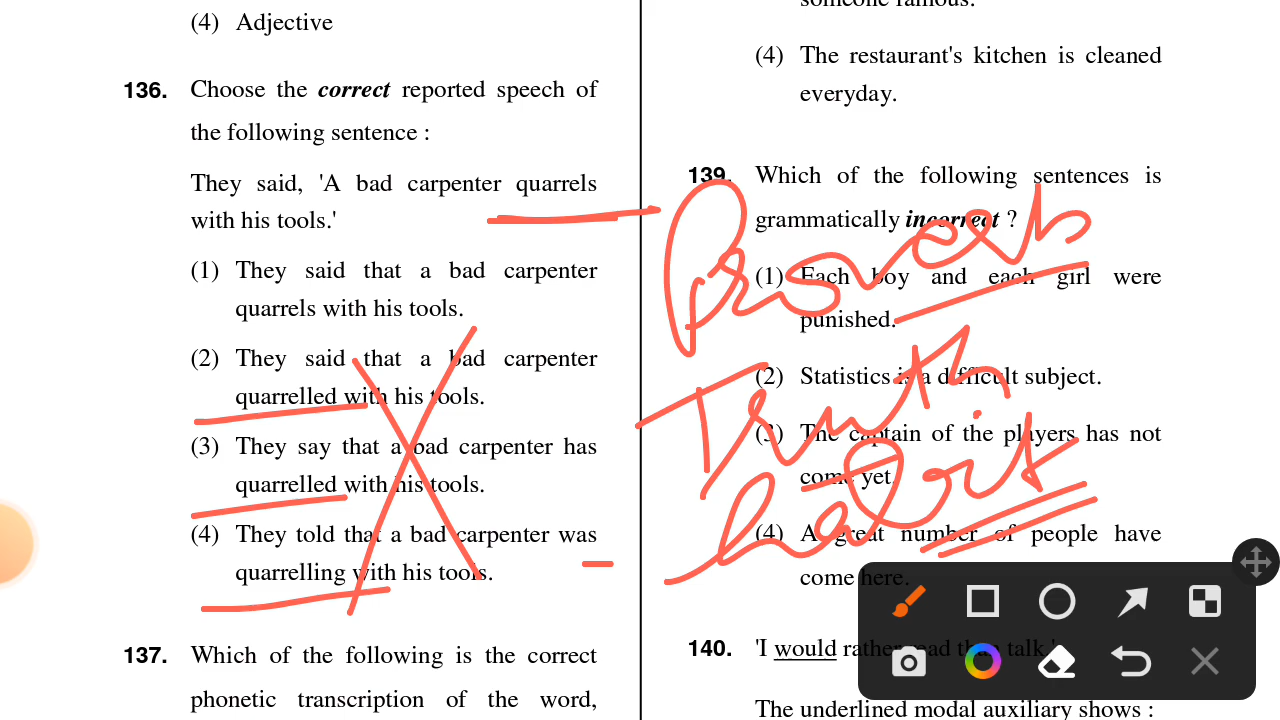 (4) Adjective
136. Choose the correct reported speech of
the following sentence :
They said, 'A bad carpenter quarrels
with his tools.'
(1) They said that a bad carpenter
quarrels with his tools.
(2) They said that a bad carpenter
quarrelled with his tools.
(3) They say that a bad carpenter has
quarrelled with his tools.
(4) They told that a bad carpenter was
quarrelling with his tools.
137. Which of the following is the correct
phonetic transcription of the word,
someone famous.
(4) The restaurant's kitchen is cleaned
everyday.
139. Which of the following sentences is
grammatically incorrect ?
(1) Each boy and each girl were
punished.
(2) Statistics is a difficult subject.
(3) The captain of the players has not
come yet.
(4) A great number of people have
come here.
140. 'I would rather read than talk.'
The underlined modal auxiliary shows :
Proverb
Truth
habit